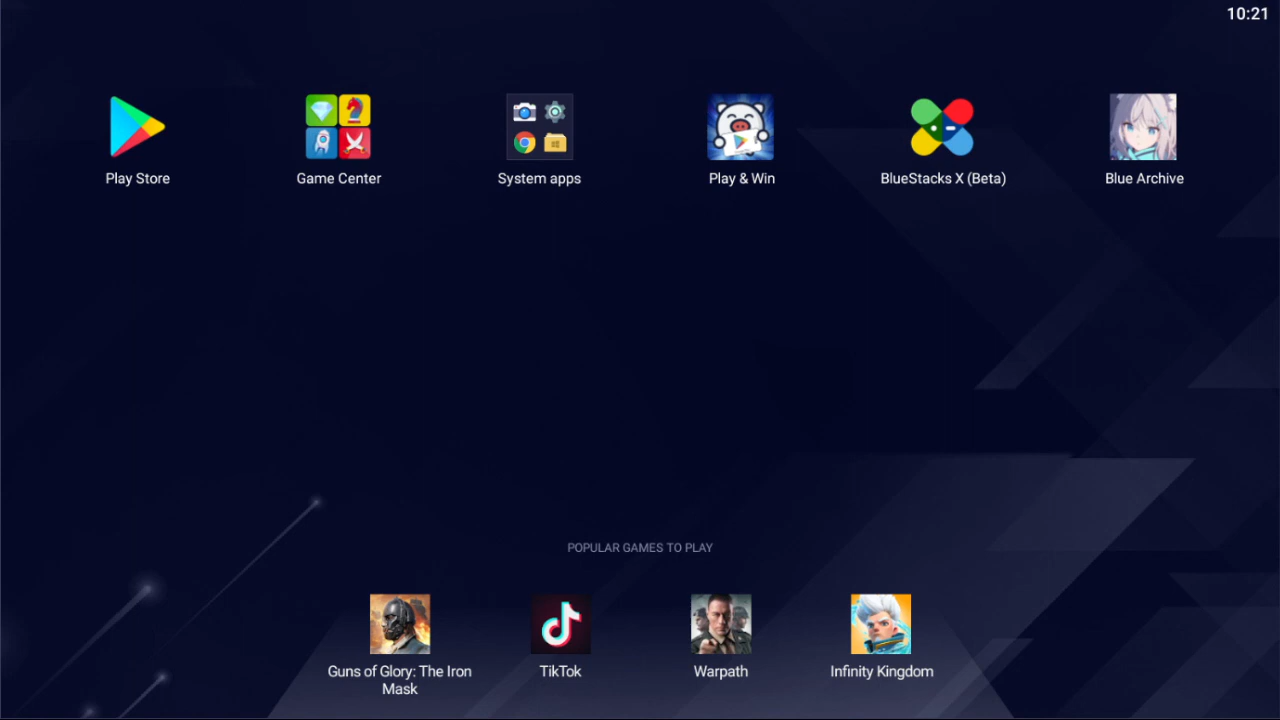 10:21
Play Store
Game Center
System apps
Play & Win
BlueStacks X (Beta)
Blue Archive
POPULAR GAMES TO PLAY
Guns of Glory: The Iron
Mask
TikTok
Warpath
Infinity Kingdom